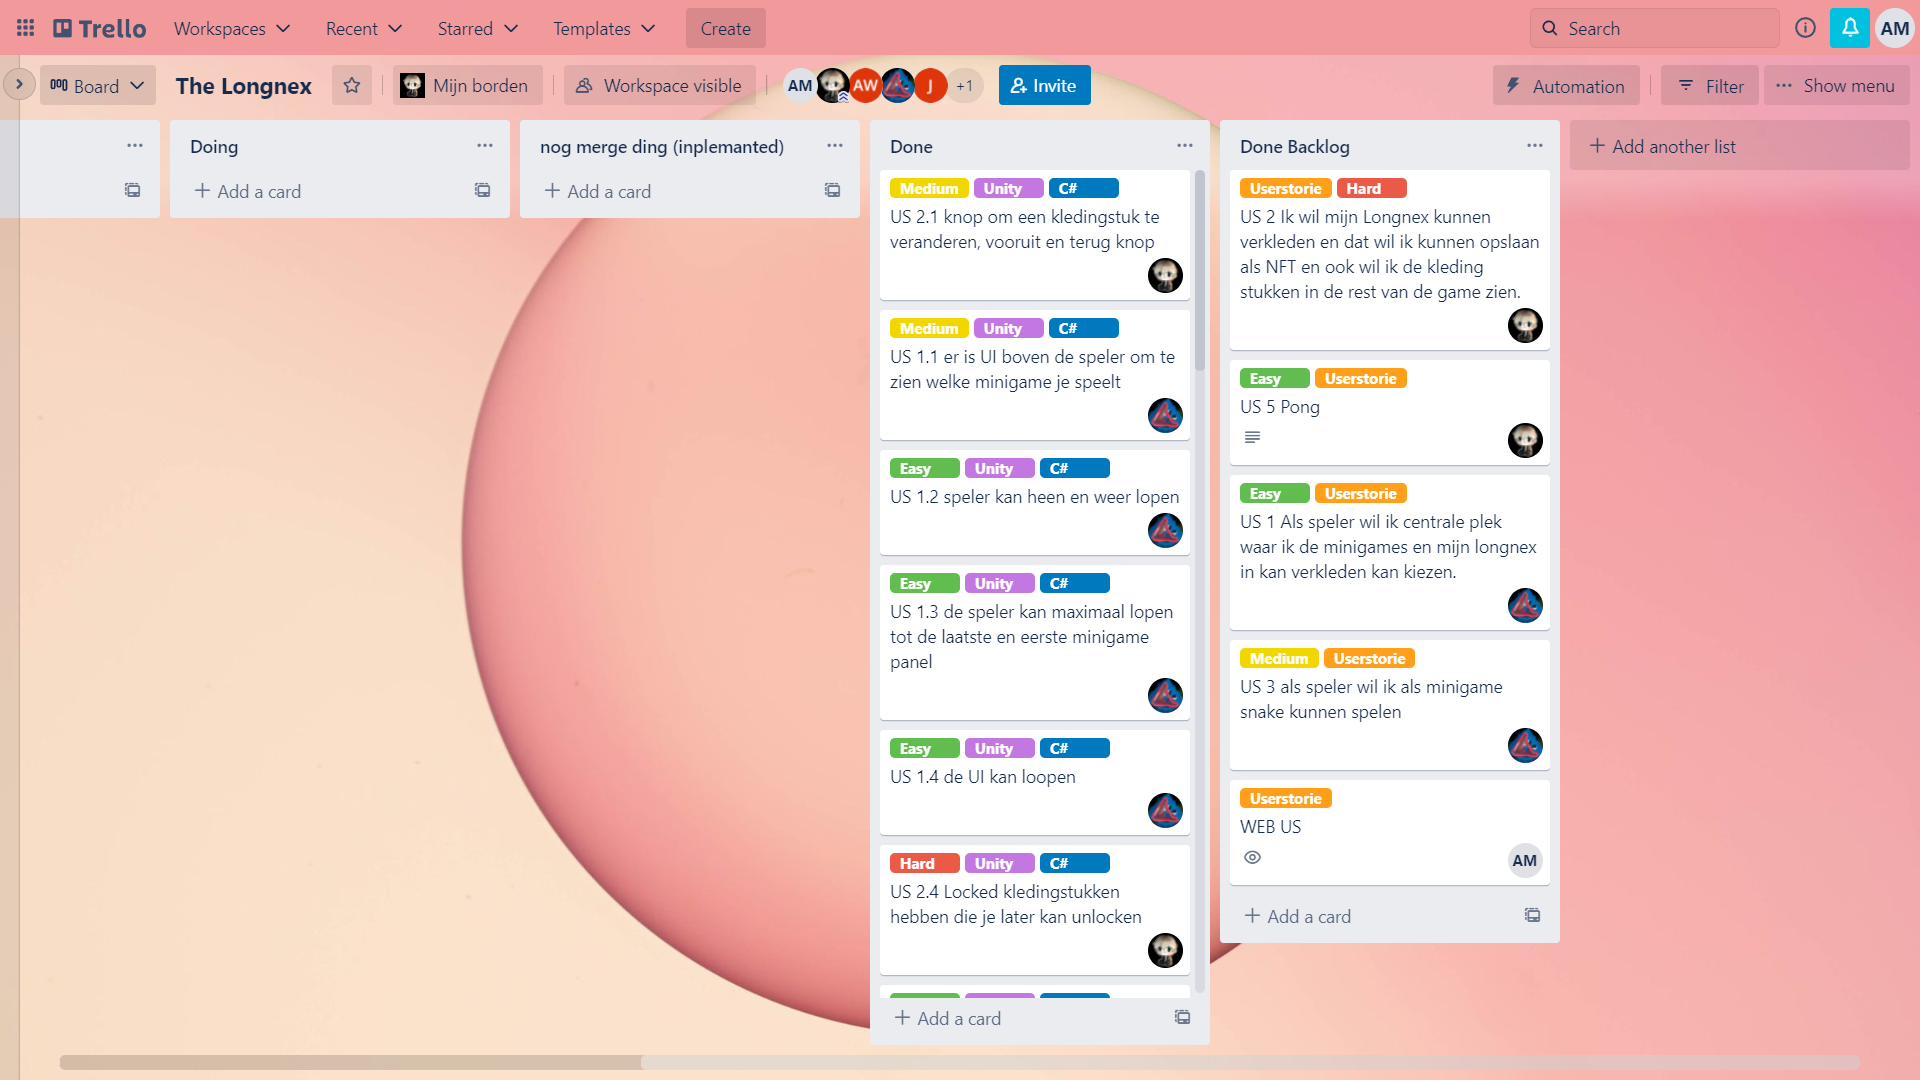 Trello
Workspaces
Recent
Starred
Templates
Create
Search
AM
Board
The Longnex
Mijn borden
Workspace visible
AM
AW
J
+1
Invite
Automation
Filter
Show menu
Doing
Add a card
nog merge ding (inplemanted)
Add a card
Done
Medium Unity C#
US 2.1 knop om een kledingstuk te
veranderen, vooruit en terug knop
Medium Unity C#
US 1.1 er is UI boven de speler om te
zien welke minigame je speelt
Easy Unity C#
US 1.2 speler kan heen en weer lopen
Easy Unity C#
US 1.3 de speler kan maximaal lopen
tot de laatste en eerste minigame
panel
Easy Unity C#
US 1.4 de UI kan loopen
Hard Unity C#
US 2.4 Locked kledingstukken
hebben die je later kan unlocken
Add a card
Done Backlog
Userstorie Hard
US 2 Ik wil mijn Longnex kunnen
verkleden en dat wil ik kunnen opslaan
als NFT en ook wil ik de kleding
stukken in de rest van de game zien.
Easy Userstorie
US 5 Pong
Easy Userstorie
US 1 Als speler wil ik centrale plek
waar ik de minigames en mijn longnex
in kan verkleden kan kiezen.
Medium Userstorie
US 3 als speler wil ik als minigame
snake kunnen spelen
Userstorie
WEB US
AM
Add a card
Add another list